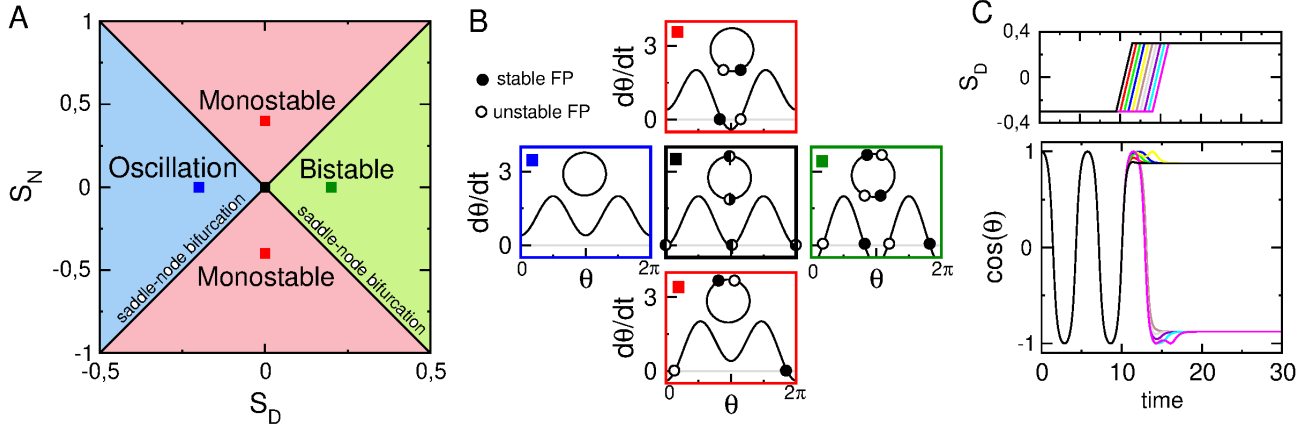 A
S_N
1
0,5
0
-0,5
-1
-0,5
0
0,5
S_D
Monostable
Oscillation
Bistable
Monostable
saddle-node bifurcation
saddle-node bifurcation
B
stable FP
unstable FP
dθ/dt
3
0
dθ/dt
3
0
0
θ
2π
0
θ
2π
dθ/dt
3
0
0
θ
2π
C
S_D
0,4
0
-0,4
cos(θ)
1
0
-1
0
10
20
30
time